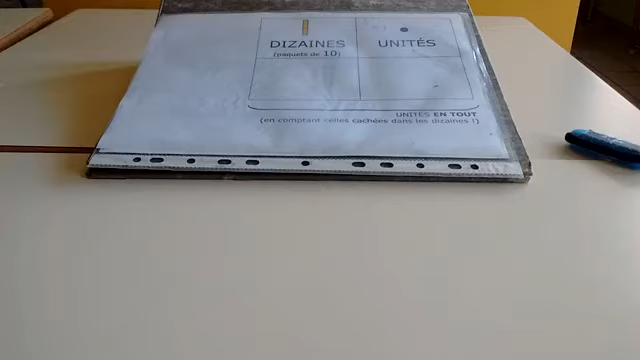 DIZAINES UNITÉS
(paquets de 10)
UNITÉS EN TOUT
(en comptant celles cachées dans les dizaines !)